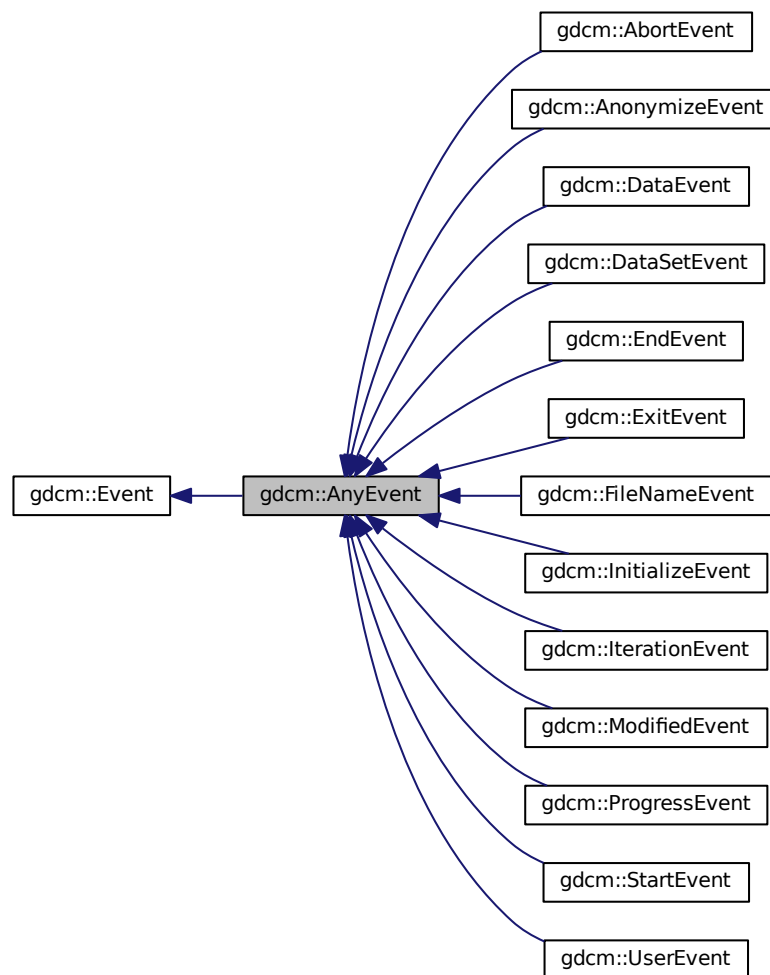 gdcm::AbortEvent
gdcm::AnonymizeEvent
gdcm::DataEvent
gdcm::DataSetEvent
gdcm::EndEvent
gdcm::ExitEvent
gdcm::Event
gdcm::AnyEvent
gdcm::FileNameEvent
gdcm::InitializeEvent
gdcm::IterationEvent
gdcm::ModifiedEvent
gdcm::ProgressEvent
gdcm::StartEvent
gdcm::UserEvent